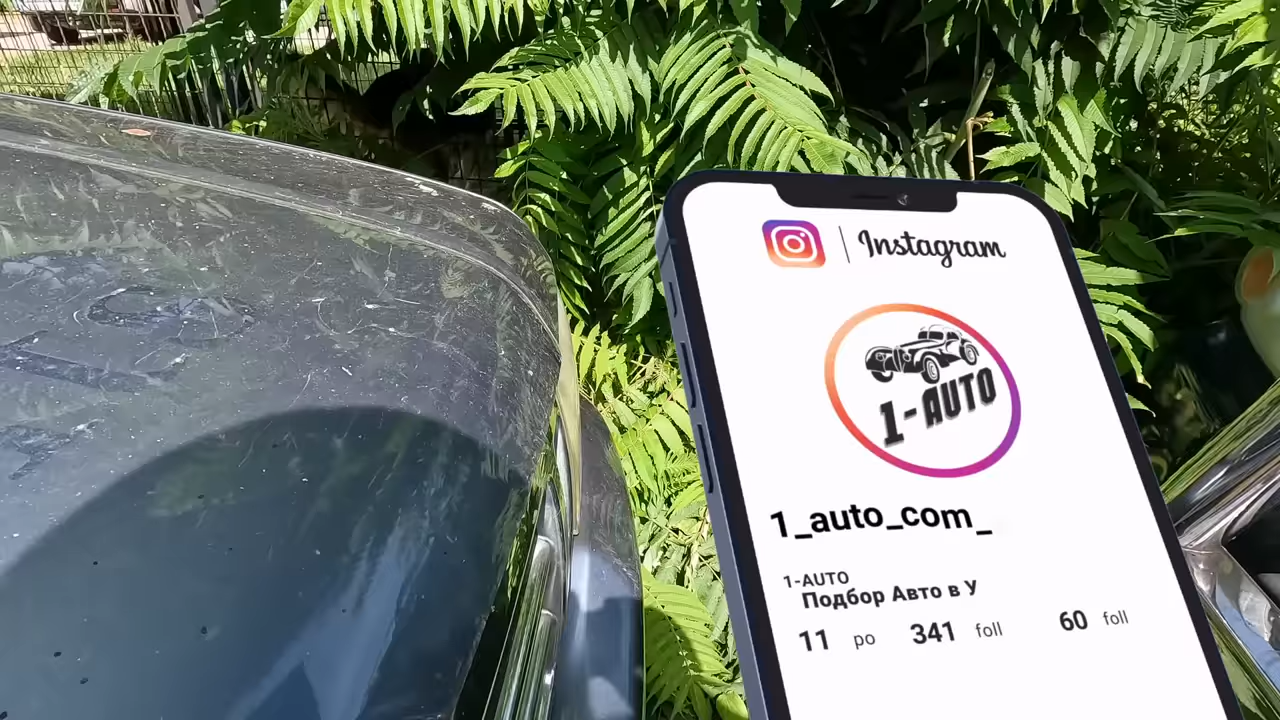 Instagram
1-AUTO
1_auto_com_
1-AUTO
Подбор Авто в У
11 po 341 foll 60 foll